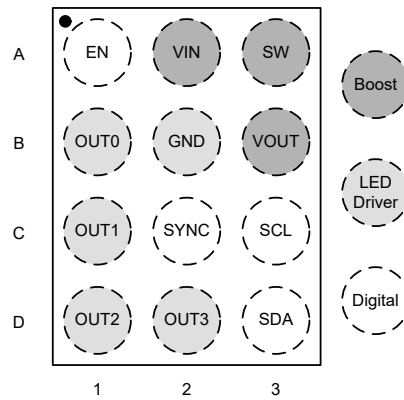 A
EN
VIN
SW
Boost
B
OUT0
GND
VOUT
LED
Driver
C
OUT1
SYNC
SCL
Digital
D
OUT2
OUT3
SDA
1
2
3